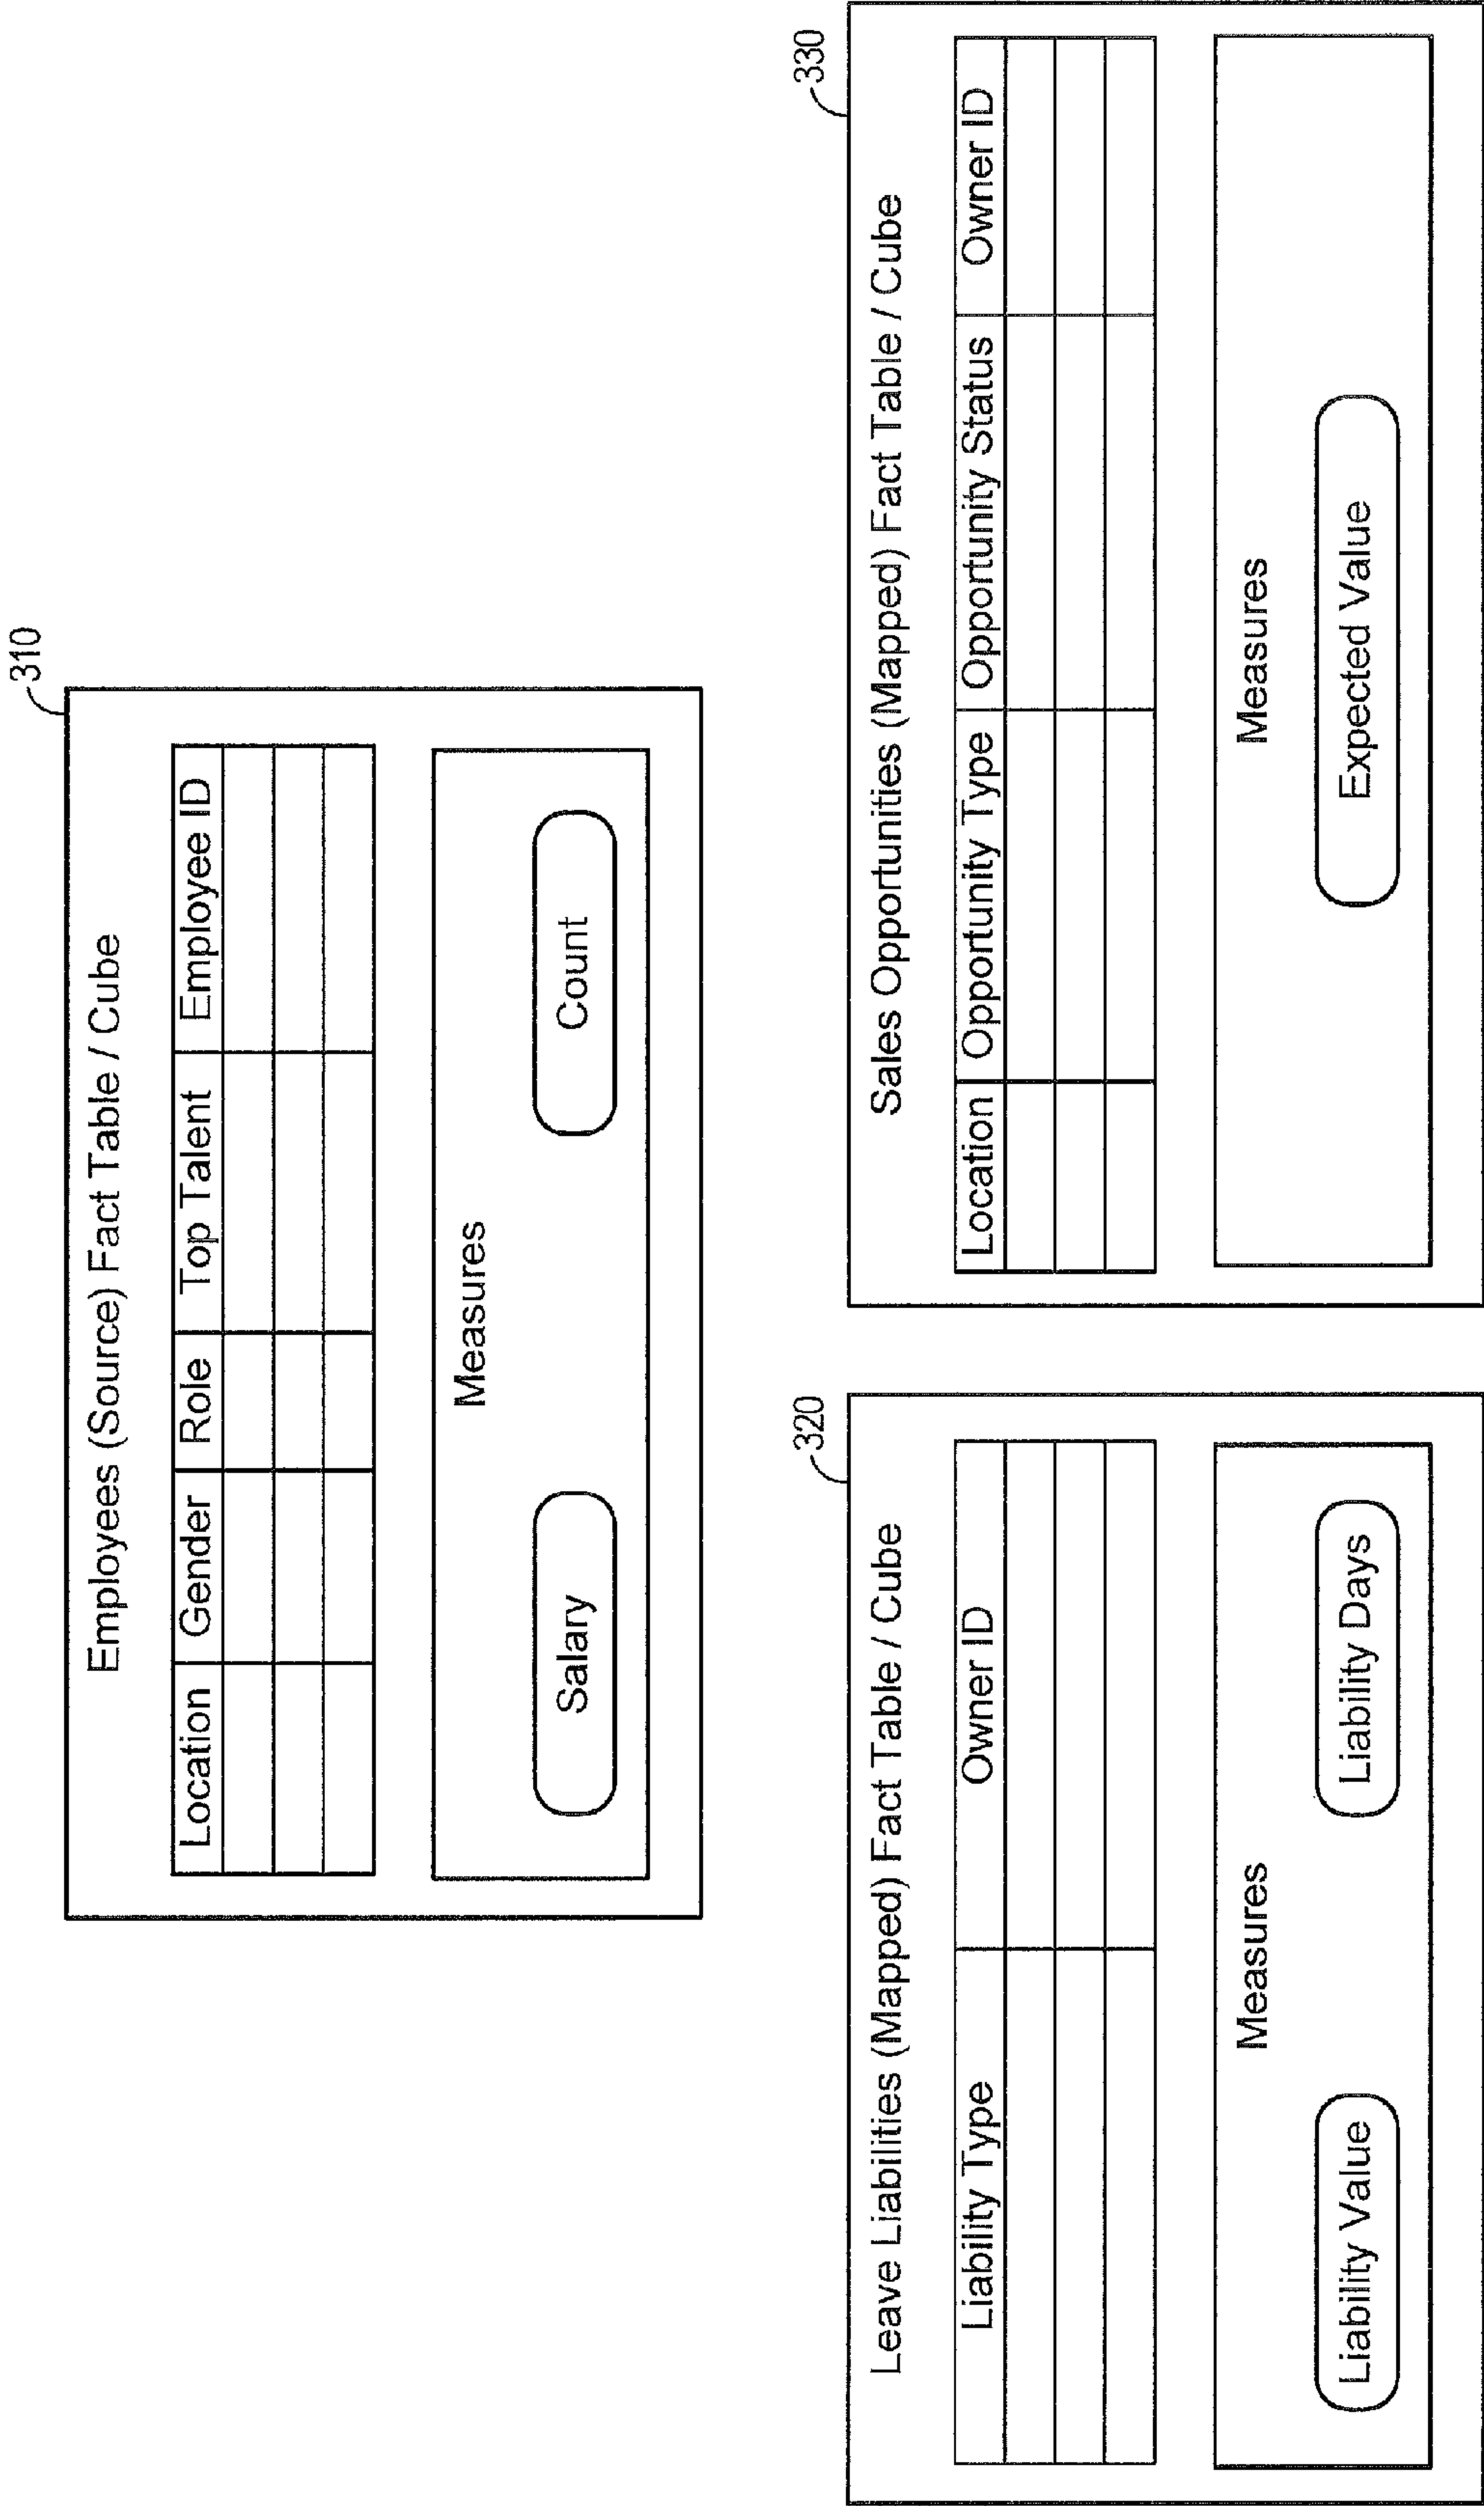 310
Employees (Source) Fact Table / Cube
Location Gender Role Top Talent Employee ID
Measures
Salary Count
320
Leave Liabilities (Mapped) Fact Table / Cube
Liability Type Owner ID
Measures
Liability Value Liability Days
330
Sales Opportunities (Mapped) Fact Table / Cube
Location Opportunity Type Opportunity Status Owner ID
Measures
Expected Value